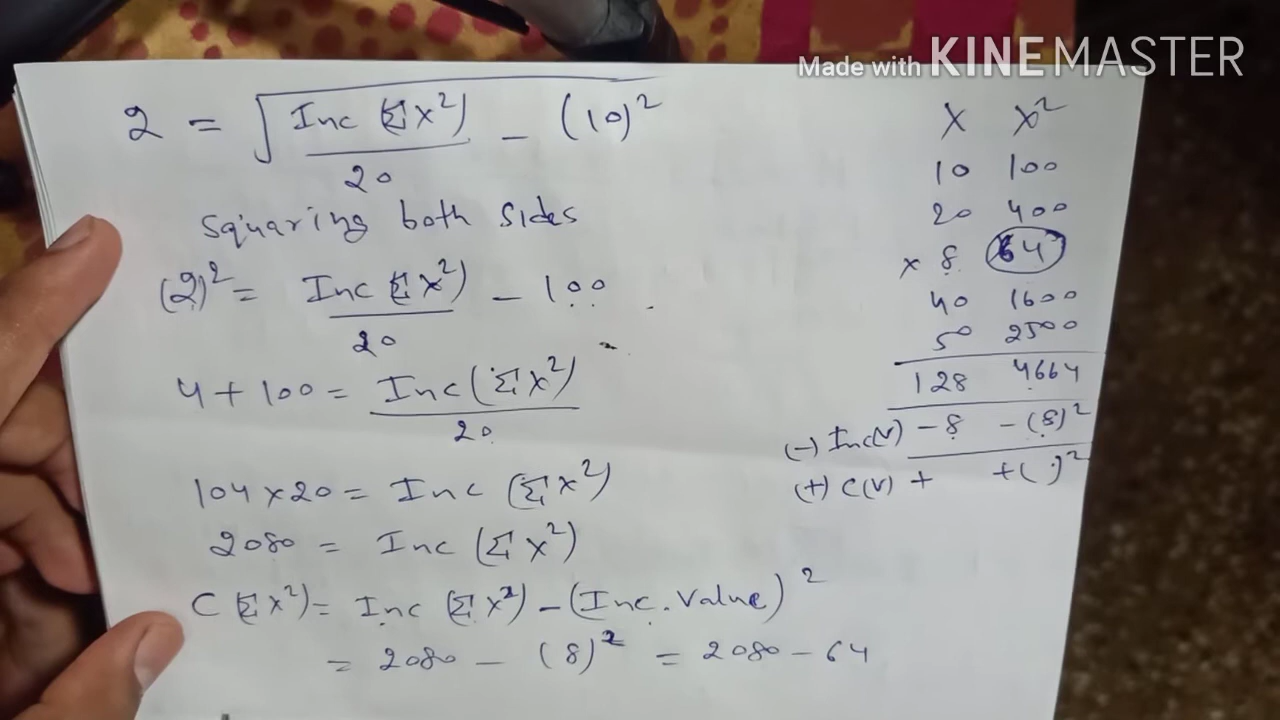 Made with KINEMASTER
2 = √ Inc (Σx²) / 20 - (10)²
Squaring both sides
(2)² = Inc (Σx²) / 20 - 100
4 + 100 = Inc (Σx²) / 20
104 x 20 = Inc (Σx²)
2080 = Inc (Σx²)
C (Σx²) = Inc (Σx²) - (Inc. Value)²
= 2080 - (8)² = 2080 - 64
X X²
10 100
20 400
x 8 64
40 1600
50 2500
128 4664
(-) Inc(V) - 8 - (8)²
(+) C(V) + +( )²